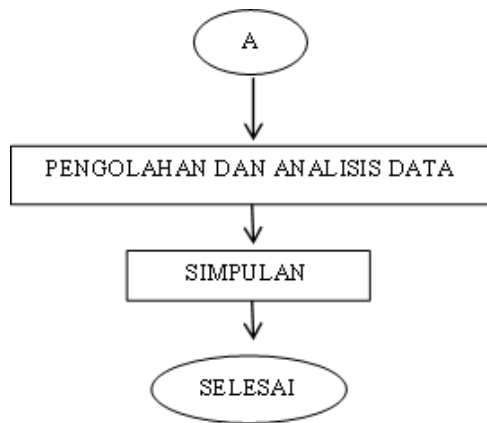 A
PENGOLAHAN DAN ANALISIS DATA
SIMPULAN
SELESAI